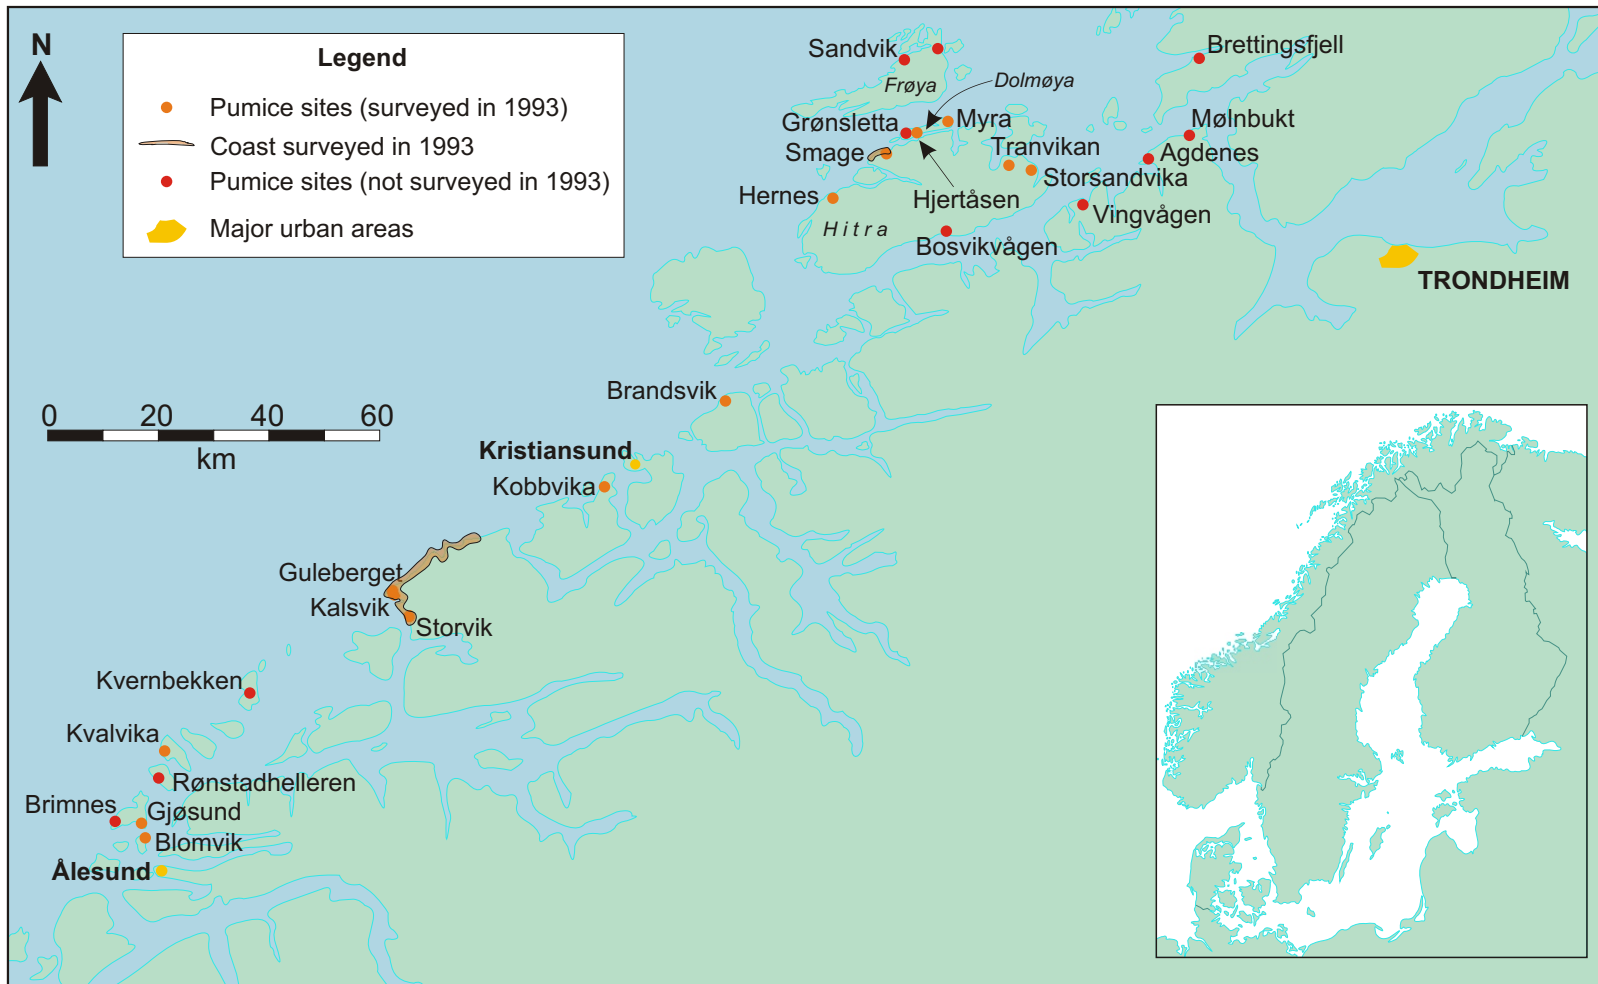 N
Legend
Pumice sites (surveyed in 1993)
Coast surveyed in 1993
Pumice sites (not surveyed in 1993)
Major urban areas
Sandvik
Brettingsfjell
Frøya
Dolmøya
Grønsletta
Myra
Mølnbukt
Smage
Tranvikan
Agdenes
Storsandvika
Hernes
Hjertåsen
Vingvågen
Hitra
Bosvikvågen
TRONDHEIM
Brandsvik
0 20 40 60
km
Kristiansund
Kobbvika
Guleberget
Kalsvik
Storvik
Kvernbekken
Kvalvika
Rønstadhelleren
Brimnes
Gjøsund
Blomvik
Ålesund